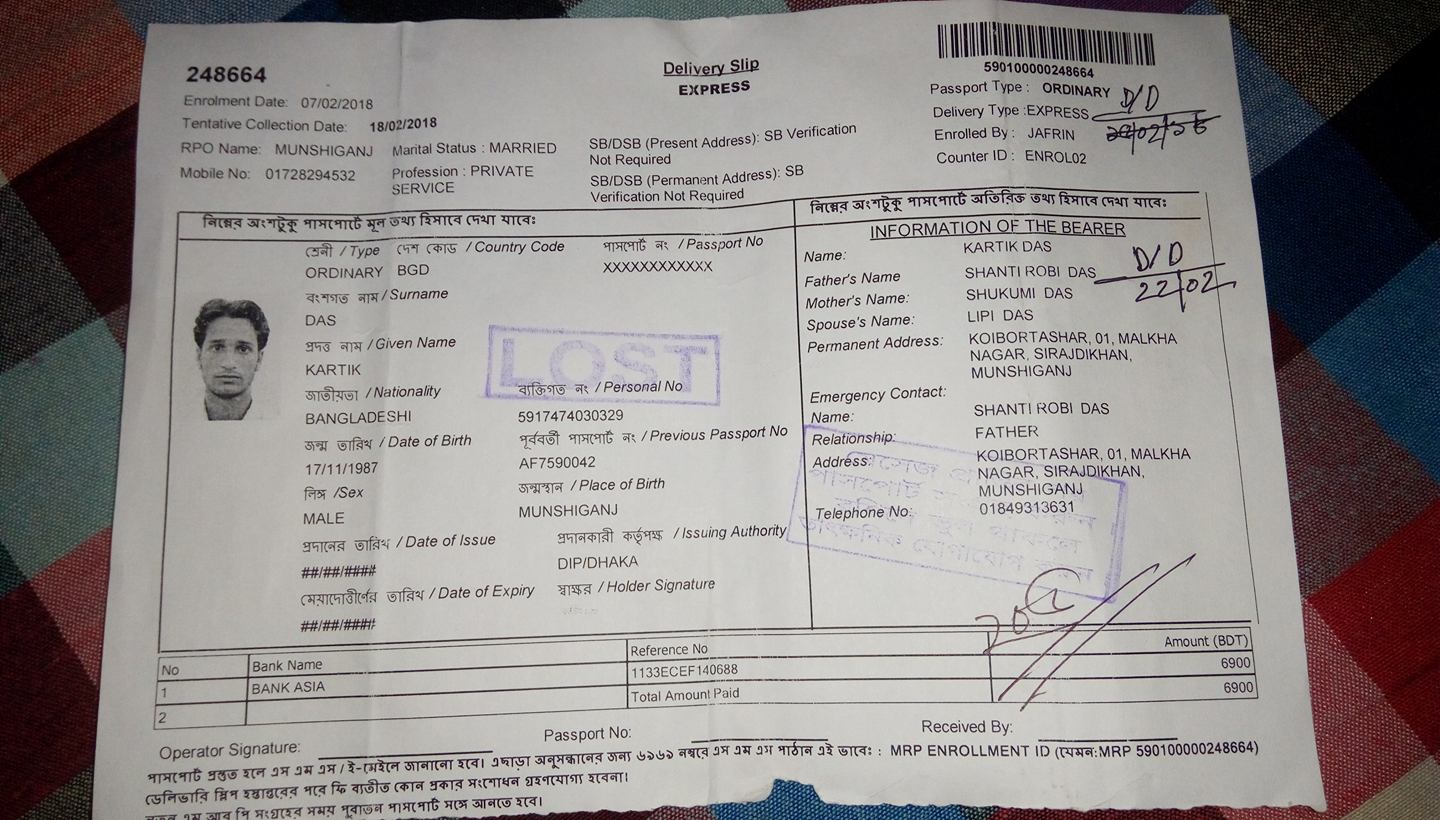 248664
Delivery Slip
EXPRESS
590100000248664
Enrolment Date: 07/02/2018
Tentative Collection Date: 18/02/2018
RPO Name: MUNSHIGANJ
Mobile No: 01728294532
Marital Status : MARRIED
Profession : PRIVATE
SERVICE
SB/DSB (Present Address): SB Verification
Not Required
SB/DSB (Permanent Address): SB
Verification Not Required
Passport Type : ORDINARY
Delivery Type :EXPRESS
Enrolled By : JAFRIN
Counter ID : ENROL02
D/D
নিম্নের অংশটুকু পাসপোর্টে মূল তথ্য হিসাবে দেখা যাবেঃ
শ্রেনী / Type দেশ কোড / Country Code পাসপোর্ট নং / Passport No
ORDINARY BGD XXXXXXXXXXXX
বংশগত নাম / Surname
DAS
প্রদত্ত নাম / Given Name
KARTIK
LOST
জাতীয়তা / Nationality ব্যক্তিগত নং / Personal No
BANGLADESHI 5917474030329
জন্ম তারিখ / Date of Birth পূর্ববর্তী পাসপোর্ট নং / Previous Passport No
17/11/1987 AF7590042
লিঙ্গ /Sex জন্মস্থান / Place of Birth
MALE MUNSHIGANJ
প্রদানের তারিখ / Date of Issue প্রদানকারী কর্তৃপক্ষ / Issuing Authority
##/##/#### DIP/DHAKA
মেয়াদোত্তীর্ণের তারিখ / Date of Expiry স্বাক্ষর / Holder Signature
##/##/####
নিম্নের অংশটুকু পাসপোর্টে অতিরিক্ত তথ্য হিসাবে দেখা যাবেঃ
INFORMATION OF THE BEARER
Name: KARTIK DAS
Father's Name SHANTI ROBI DAS
Mother's Name: SHUKUMI DAS
Spouse's Name: LIPI DAS
Permanent Address: KOIBORTASHAR, 01, MALKHA
NAGAR, SIRAJDIKHAN,
MUNSHIGANJ
D/D
22/02
Emergency Contact:
Name: SHANTI ROBI DAS
Relationship: FATHER
Address: KOIBORTASHAR, 01, MALKHA
NAGAR, SIRAJDIKHAN,
MUNSHIGANJ
Telephone No: 01849313631
No Bank Name Reference No Amount (BDT)
1 BANK ASIA 1133ECEF140688 6900
2 Total Amount Paid 6900
Operator Signature: Passport No: Received By:
পাসপোর্ট প্রস্তুত হলে এস এম এস / ই-মেইলে জানানো হবে। এছাড়া অনুসন্ধানের জন্য ৬৯৬৯ নম্বরে এস এম এস পাঠান এই ভাবে: : MRP ENROLLMENT ID (যেমন:MRP 590100000248664)
ডেলিভারি স্লিপ হস্তান্তরের পরে ফি ব্যতীত কোন প্রকার সংশোধন গ্রহণযোগ্য হবেনা।
নতুন এম আর পি সংগ্রহের সময় পুরাতন পাসপোর্ট সঙ্গে আনতে হবে।